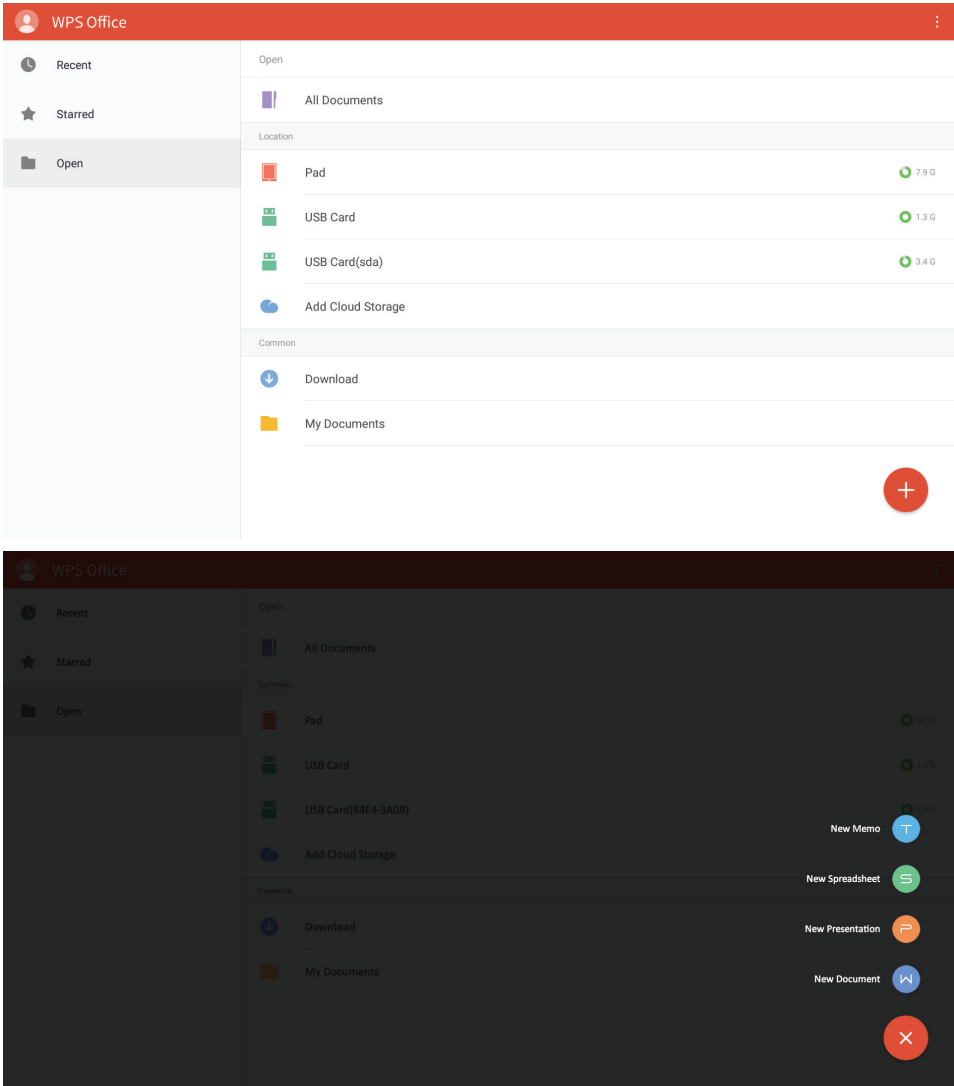 WPS Office
Recent
Starred
Open
Open
All Documents
Location
Pad
7.9 G
USB Card
1.3 G
USB Card(sda)
3.4 G
Add Cloud Storage
Common
Download
My Documents
WPS Office
Recent
Starred
Open
Open
All Documents
Location
Pad
USB Card
USB Card(84E4-3A0B)
Add Cloud Storage
Common
Download
My Documents
New Memo
T
New Spreadsheet
S
New Presentation
P
New Document
W